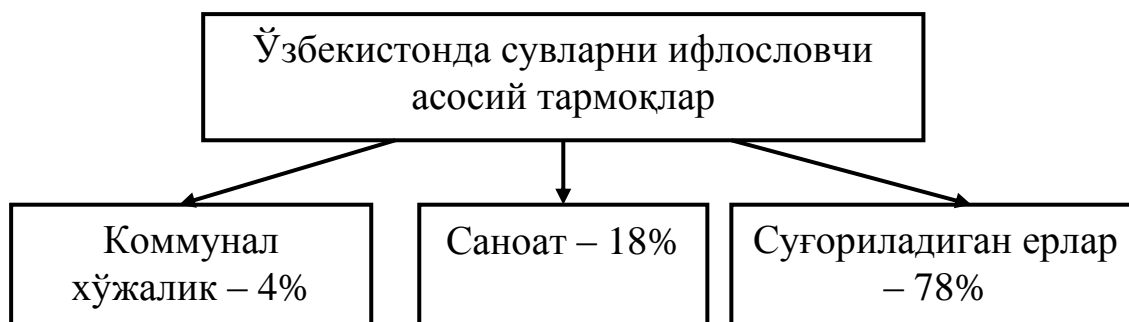 Ўзбекистонда сувларни ифлословчи
асосий тармоқлар
Коммунал
хўжалик – 4%
Саноат – 18%
Суғориладиган ерлар
– 78%